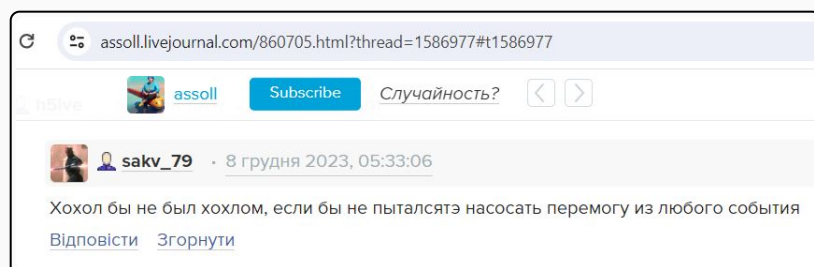 assoll.livejournal.com/860705.html?thread=1586977#t1586977
h5lve
assoll Subscribe Случайность?
sakv_79 · 8 грудня 2023, 05:33:06
Хохол бы не был хохлом, если бы не пыталсятэ насосать перемогу из любого события
Відповісти Згорнути